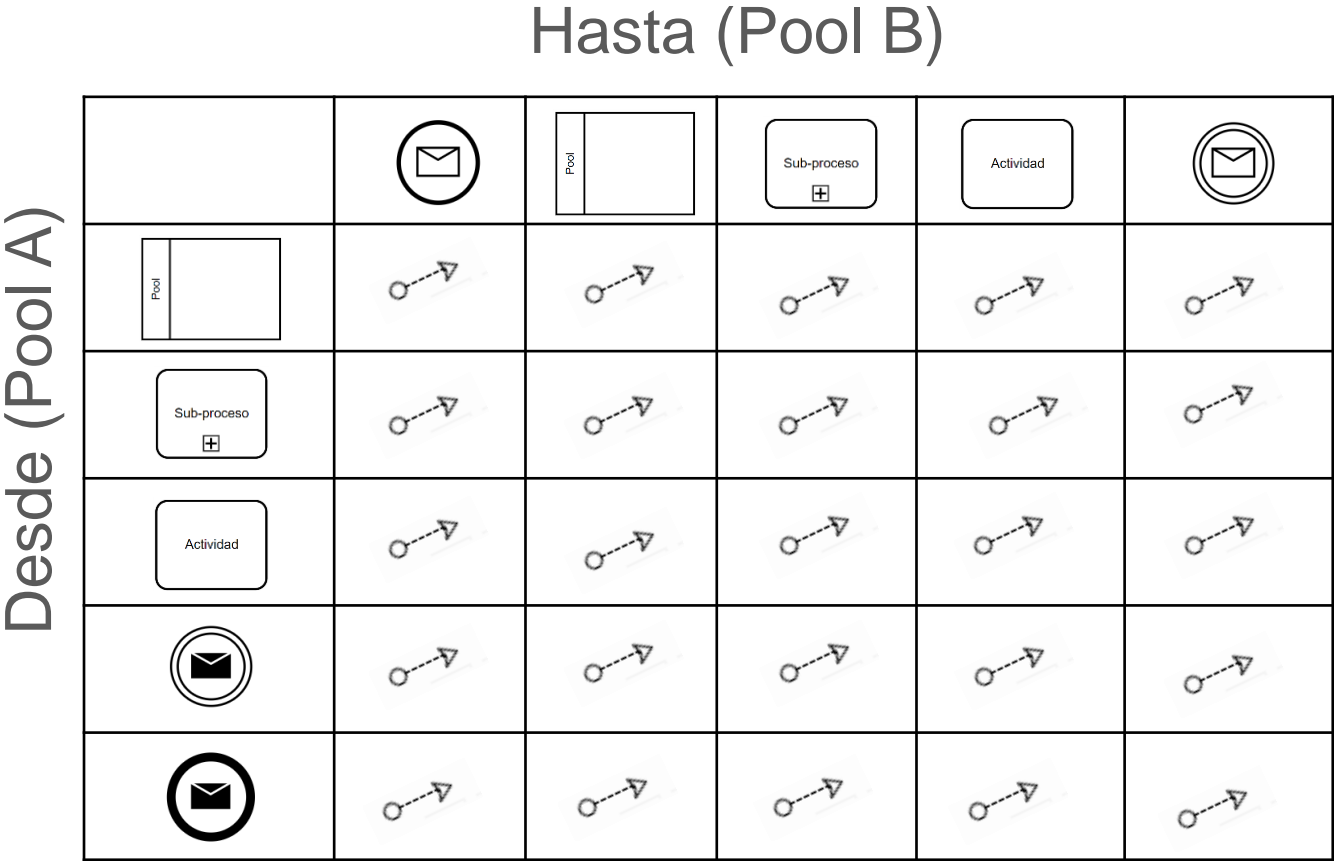 Hasta (Pool B)
Desde (Pool A)
Pool
Sub-proceso
Actividad
Pool
Sub-proceso
Actividad